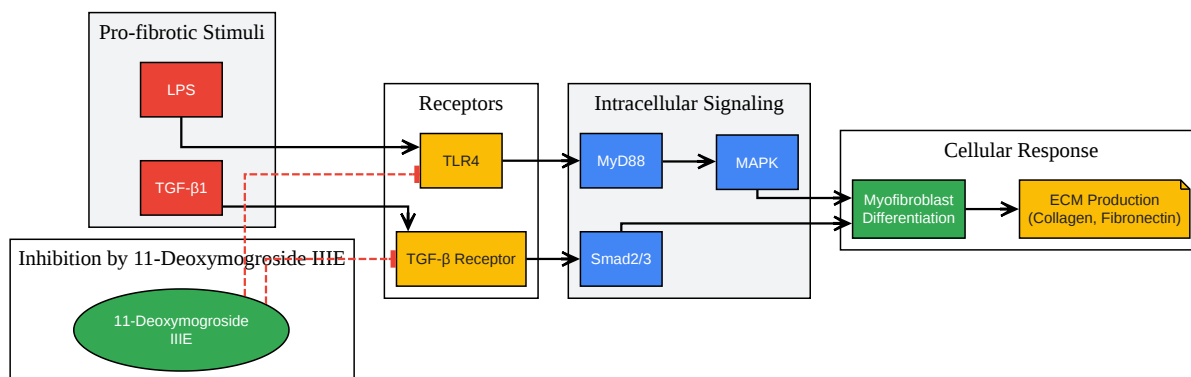 Pro-fibrotic Stimuli
LPS
TGF-β1
Receptors
TLR4
TGF-β Receptor
Intracellular Signaling
MyD88
MAPK
Smad2/3
Cellular Response
Myofibroblast
Differentiation
ECM Production
(Collagen, Fibronectin)
Inhibition by 11-Deoxymogroside IIIE
11-Deoxymogroside
IIIE